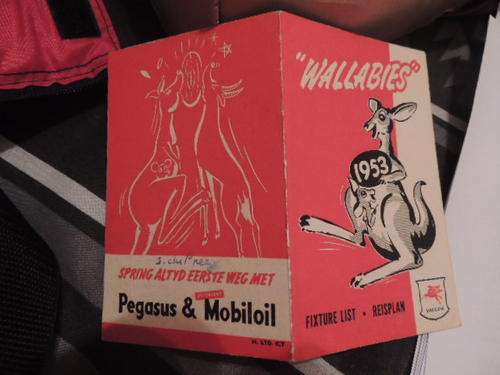 "WALLABIES"
1953
FIXTURE LIST • REISPLAN
SPRING ALTYD EERSTE WEG MET
Pegasus & Mobiloil